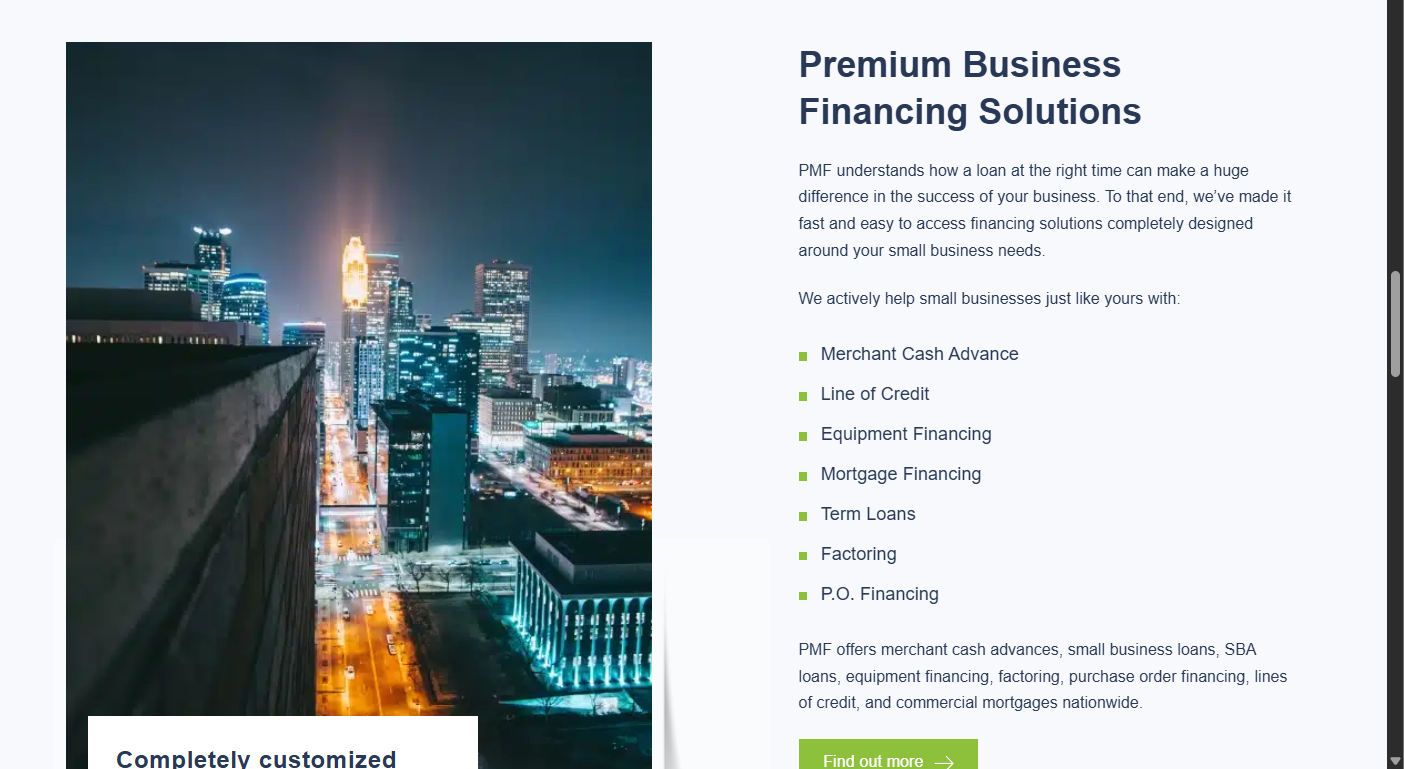 Premium Business
Financing Solutions
PMF understands how a loan at the right time can make a huge
difference in the success of your business. To that end, we’ve made it
fast and easy to access financing solutions completely designed
around your small business needs.
We actively help small businesses just like yours with:
Merchant Cash Advance
Line of Credit
Equipment Financing
Mortgage Financing
Term Loans
Factoring
P.O. Financing
PMF offers merchant cash advances, small business loans, SBA
loans, equipment financing, factoring, purchase order financing, lines
of credit, and commercial mortgages nationwide.
Completely customized
Find out more